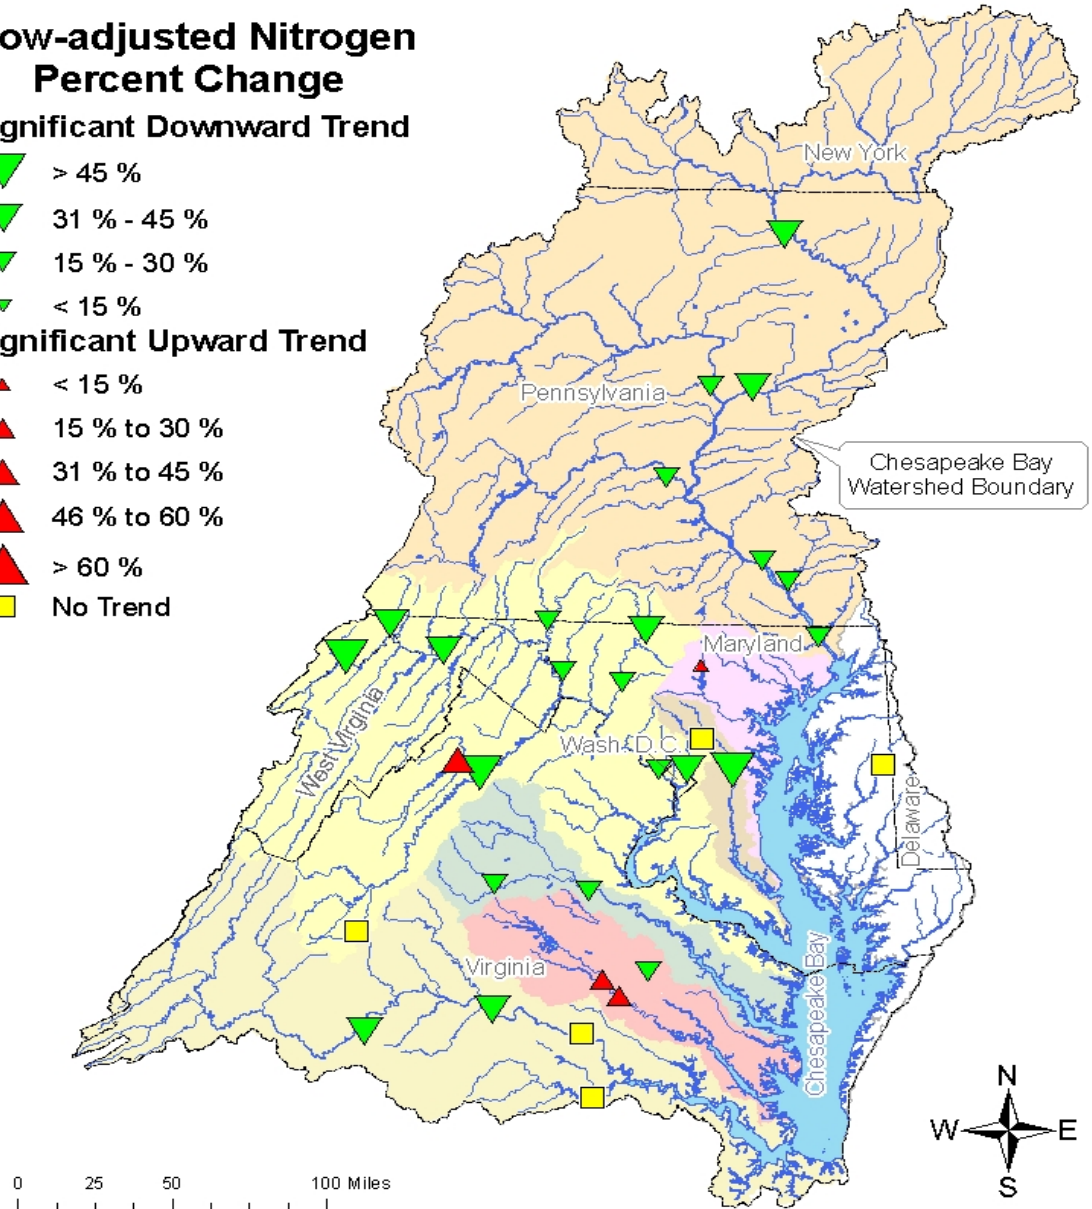 ow-adjusted Nitrogen
Percent Change
gnificant Downward Trend
> 45 %
31 % - 45 %
15 % - 30 %
< 15 %
gnificant Upward Trend
< 15 %
15 % to 30 %
31 % to 45 %
46 % to 60 %
> 60 %
No Trend
New York
Pennsylvania
Chesapeake Bay
Watershed Boundary
Maryland
West Virginia
Wash. D.C.
Delaware
Virginia
Chesapeake Bay
N
W E
S
0 25 50 100 Miles